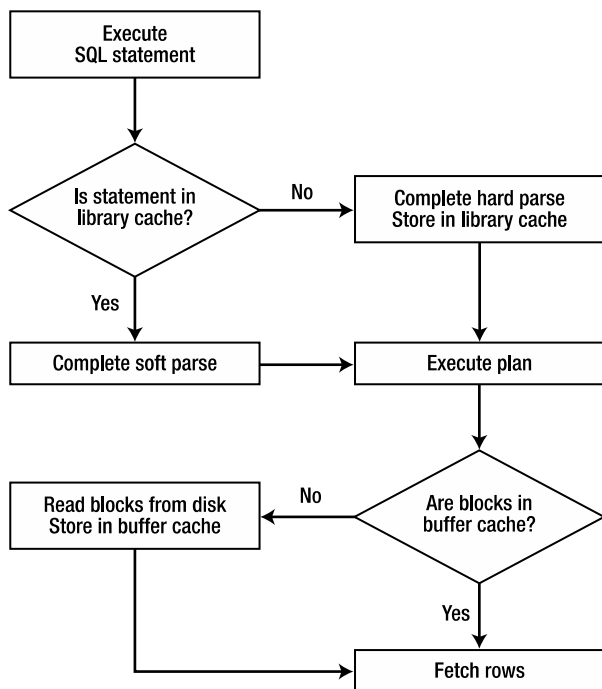 Execute
SQL statement
Is statement in
library cache?
No
Complete hard parse
Store in library cache
Yes
Complete soft parse
Execute plan
Read blocks from disk
Store in buffer cache
No
Are blocks in
buffer cache?
Yes
Fetch rows